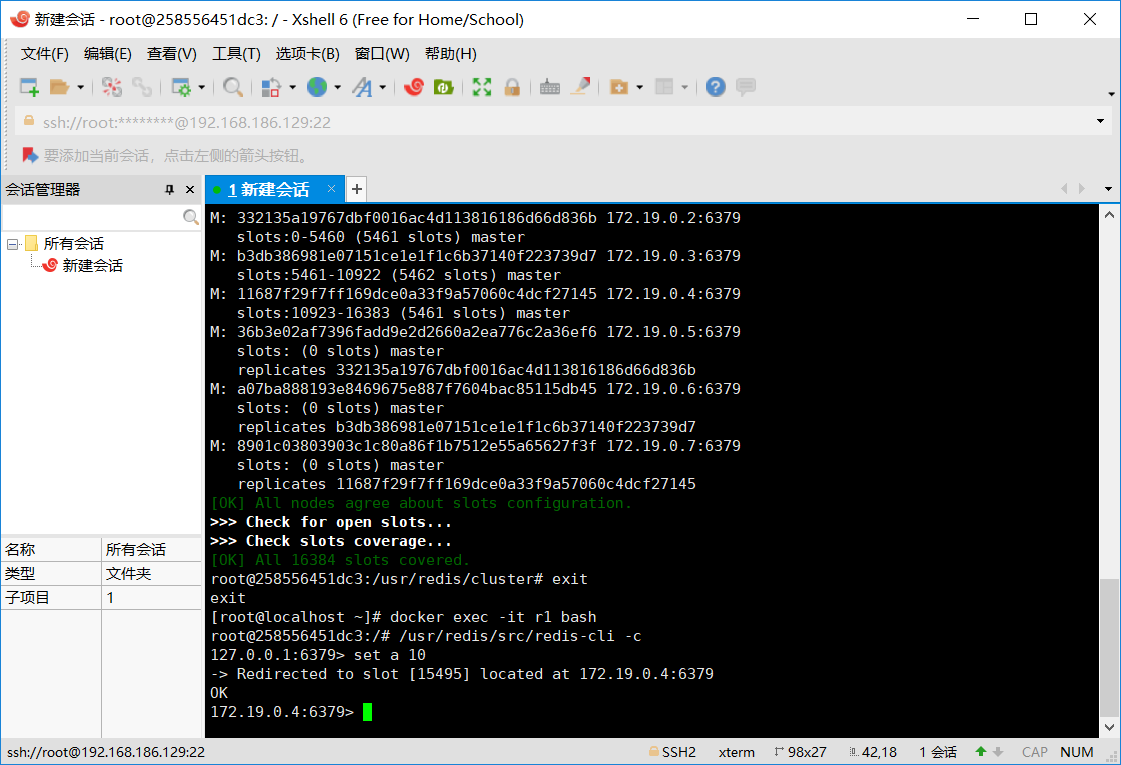 新建会话 - root@258556451dc3: / - Xshell 6 (Free for Home/School)
文件(F) 编辑(E) 查看(V) 工具(T) 选项卡(B) 窗口(W) 帮助(H)
ssh://root:********@192.168.186.129:22
要添加当前会话，点击左侧的箭头按钮。
会话管理器
1 新建会话
所有会话
新建会话
名称 所有会话
类型 文件夹
子项目 1
M: 332135a19767dbf0016ac4d113816186d66d836b 172.19.0.2:6379
slots:0-5460 (5461 slots) master
M: b3db386981e07151ce1e1f1c6b37140f223739d7 172.19.0.3:6379
slots:5461-10922 (5462 slots) master
M: 11687f29f7ff169dce0a33f9a57060c4dcf27145 172.19.0.4:6379
slots:10923-16383 (5461 slots) master
M: 36b3e02af7396fadd9e2d2660a2ea776c2a36ef6 172.19.0.5:6379
slots: (0 slots) master
replicates 332135a19767dbf0016ac4d113816186d66d836b
M: a07ba888193e8469675e887f7604bac85115db45 172.19.0.6:6379
slots: (0 slots) master
replicates b3db386981e07151ce1e1f1c6b37140f223739d7
M: 8901c03803903c1c80a86f1b7512e55a65627f3f 172.19.0.7:6379
slots: (0 slots) master
replicates 11687f29f7ff169dce0a33f9a57060c4dcf27145
[OK] All nodes agree about slots configuration.
>>> Check for open slots...
>>> Check slots coverage...
[OK] All 16384 slots covered.
root@258556451dc3:/usr/redis/cluster# exit
exit
[root@localhost ~]# docker exec -it r1 bash
root@258556451dc3:/# /usr/redis/src/redis-cli -c
127.0.0.1:6379> set a 10
-> Redirected to slot [15495] located at 172.19.0.4:6379
OK
172.19.0.4:6379>
ssh://root@192.168.186.129:22 SSH2 xterm 98x27 42,18 1 会话 CAP NUM